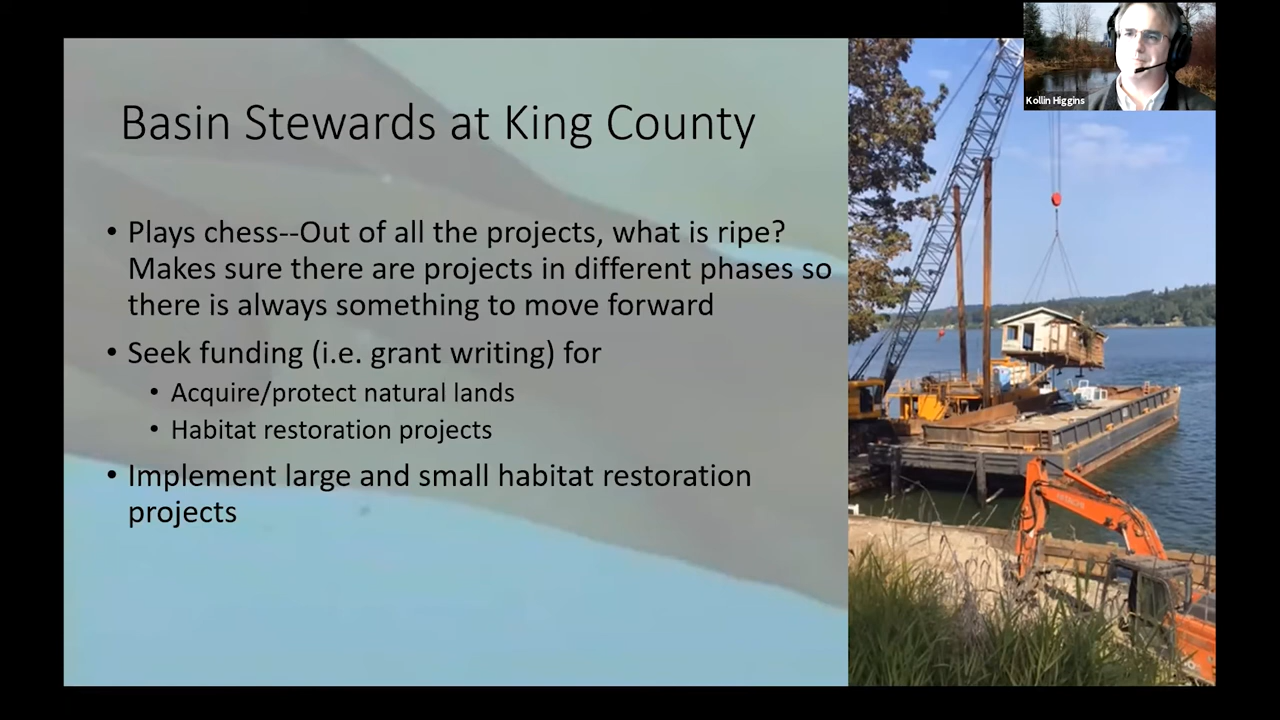 Kollin Higgins
Basin Stewards at King County
• Plays chess--Out of all the projects, what is ripe?
Makes sure there are projects in different phases so
there is always something to move forward
• Seek funding (i.e. grant writing) for
• Acquire/protect natural lands
• Habitat restoration projects
• Implement large and small habitat restoration
projects
HITACHI